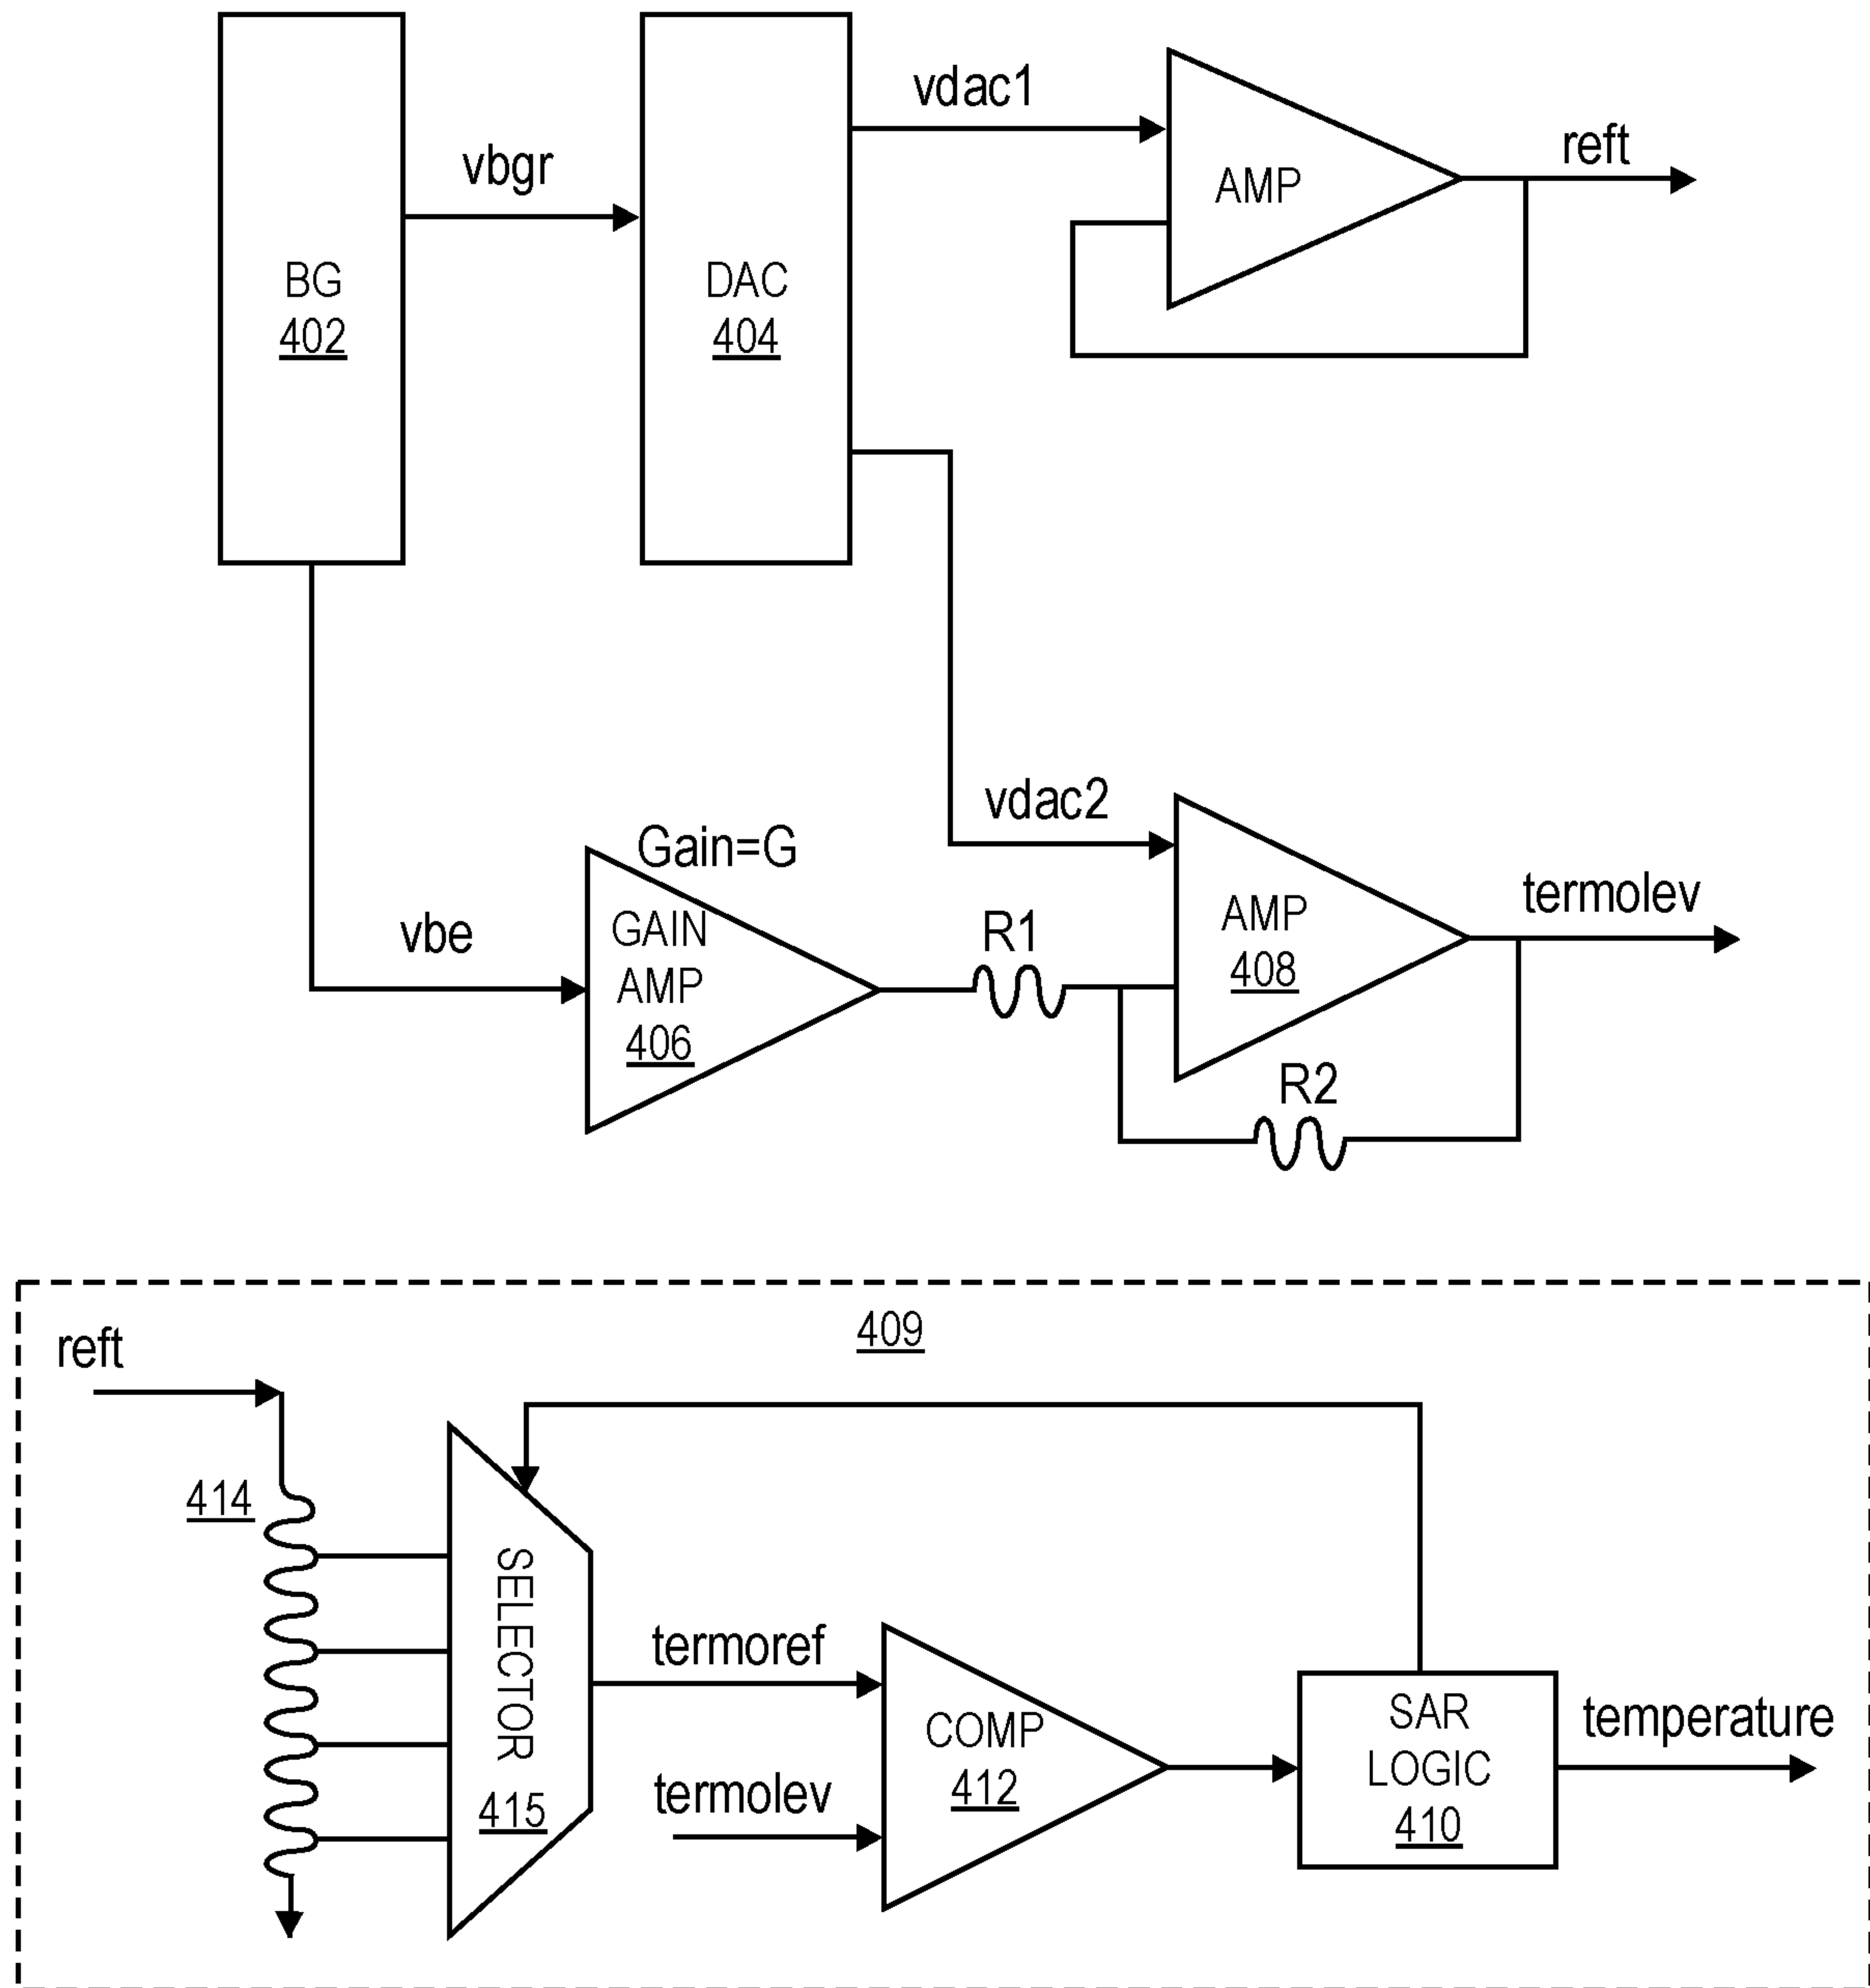 vdac1
reft
vbgr
AMP
BG
402
DAC
404
vdac2
Gain=G
termolev
vbe
GAIN
AMP
406
R1
AMP
408
R2
reft
409
414
SELECTOR
415
termoref
termolev
COMP
412
SAR
LOGIC
410
temperature